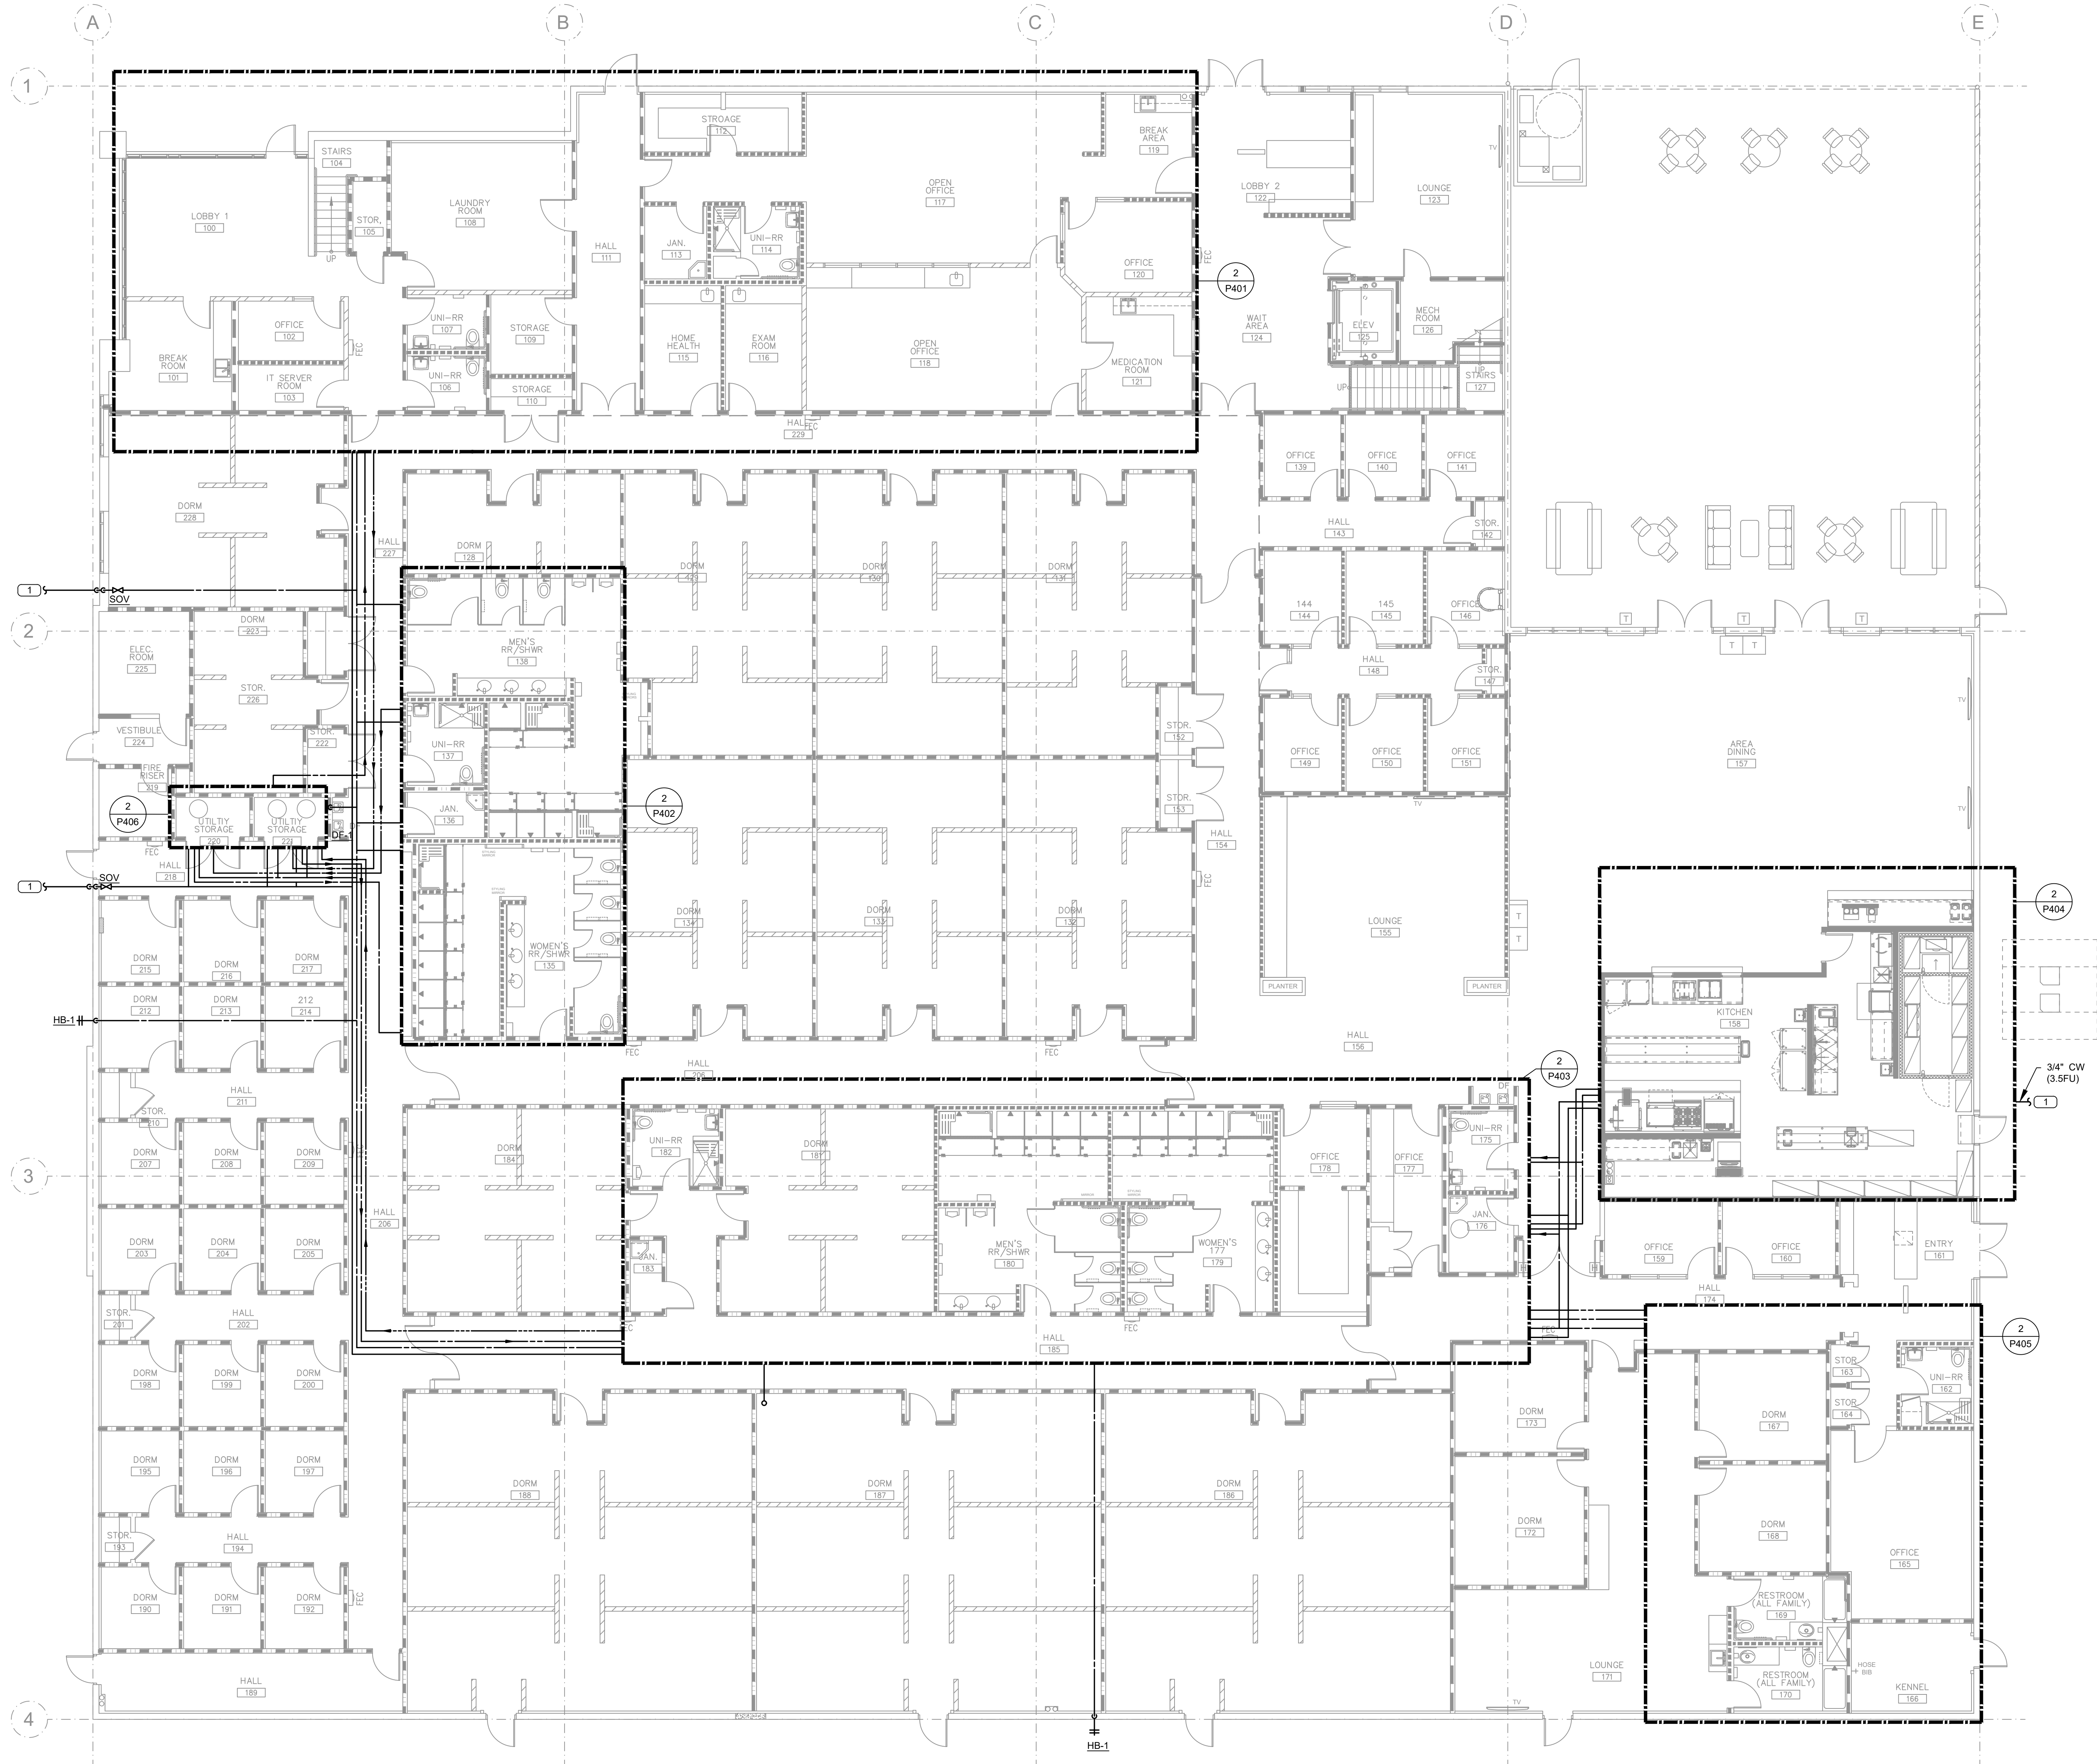 A
B
C
D
E
1
STAIRS
104
STROAGE
112
BREAK
AREA
119
TV
LOBBY 1
100
STOR,
105
LAUNDRY
ROOM
108
OPEN
OFFICE
117
LOBBY 2
122
LOUNGE
123
UP
HALL
111
JAN.
113
UNI-RR
114
FEC
OFFICE
120
2
P401
OFFICE
102
UNI-RR
107
STORAGE
109
HOME
HEALTH
115
EXAM
ROOM
116
OPEN
OFFICE
118
WAIT
AREA
124
ELEV
125
MECH
ROOM
126
BREAK
ROOM
101
FEC
IT SERVER
ROOM
103
UNI-RR
106
STORAGE
110
MEDICATION
ROOM
121
UP
UP
STAIRS
127
HALL
229
FEC
OFFICE
139
OFFICE
140
OFFICE
141
DORM
228
HALL
227
DORM
128
HALL
143
STOR.
142
DORM
129
DORM
130
DORM
131
1
SOV
144
144
145
145
OFFICE
146
T
T
T
2
DORM
223
ELEC.
ROOM
225
MEN'S
RR/SHWR
138
T
T
HALL
148
STOR.
147
STOR.
226
TV
VESTIBULE
224
STOR.
222
UNI-RR
137
STOR.
152
OFFICE
149
OFFICE
150
OFFICE
151
AREA
DINING
157
FIRE
RISER
219
2
P406
UTILTIY
STORAGE
220
UTILTIY
STORAGE
221
DF-1
JAN.
136
2
P402
STOR.
153
TV
TV
HALL
154
FEC
HALL
218
1
SOV
STYLING
MIRROR
STYLING
MIRROR
FEC
2
P404
DORM
134
DORM
133
DORM
132
LOUNGE
155
T
T
WOMEN'S
RR/SHWR
135
DORM
215
DORM
216
DORM
217
PLANTER
PLANTER
DORM
212
DORM
213
212
214
HB-1
KITCHEN
158
HALL
156
FEC
FEC
HALL
206
2
P403
3/4" CW
(3.5FU)
1
DF
HALL
211
STOR.
210
DORM
207
DORM
208
DORM
209
DORM
184
UNI-RR
182
DORM
181
OFFICE
178
OFFICE
177
UNI-RR
175
3
MIRROR
STYLING
MIRROR
HALL
206
JAN.
176
DORM
203
DORM
204
DORM
205
JAN.
183
MEN'S
RR/SHWR
180
WOMEN'S
177
179
OFFICE
159
OFFICE
160
ENTRY
161
HALL
174
STOR.
201
HALL
202
FEC
FEC
FEC
HALL
185
2
P405
DORM
198
DORM
199
DORM
200
STOR.
163
UNI-RR
162
STOR.
164
DORM
173
DORM
167
DORM
195
DORM
196
DORM
197
DORM
188
DORM
187
DORM
186
STOR.
193
HALL
194
DORM
172
DORM
168
OFFICE
165
DORM
190
DORM
191
DORM
192
FEC
RESTROOM
(ALL FAMILY)
169
HALL
189
LOUNGE
171
RESTROOM
(ALL FAMILY)
170
HOSE
BIB
KENNEL
166
TV
4
HB-1